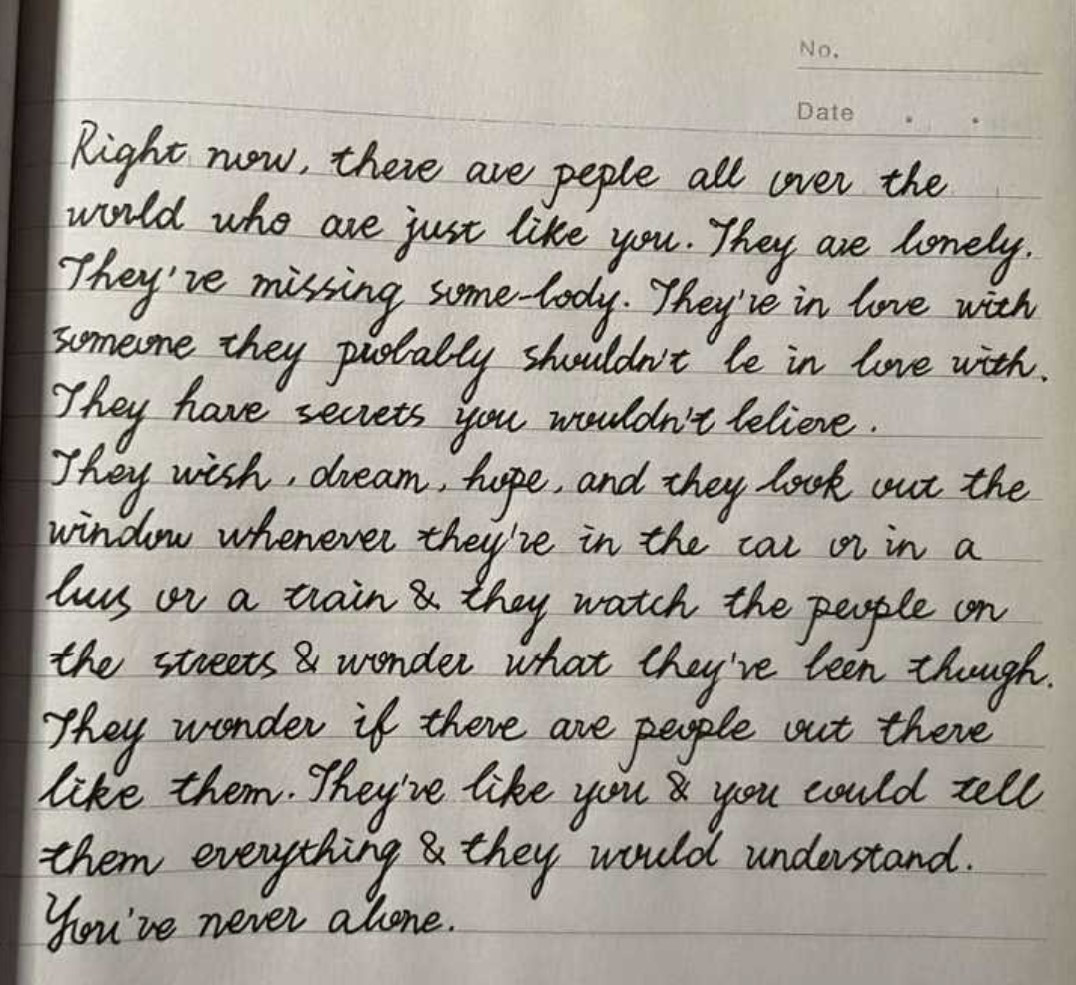 No.
Date . .
Right now, there are peple all over the
world who are just like you. They are lonely.
They're missing some-body. They're in love with
someone they probably shouldn't be in love with.
They have secrets you wouldn't believe.
They wish, dream, hope, and they look out the
window whenever they're in the car or in a
bus or a train & they watch the people on
the streets & wonder what they've been though.
They wonder if there are people out there
like them. They're like you & you could tell
them everything & they would understand.
You're never alone.